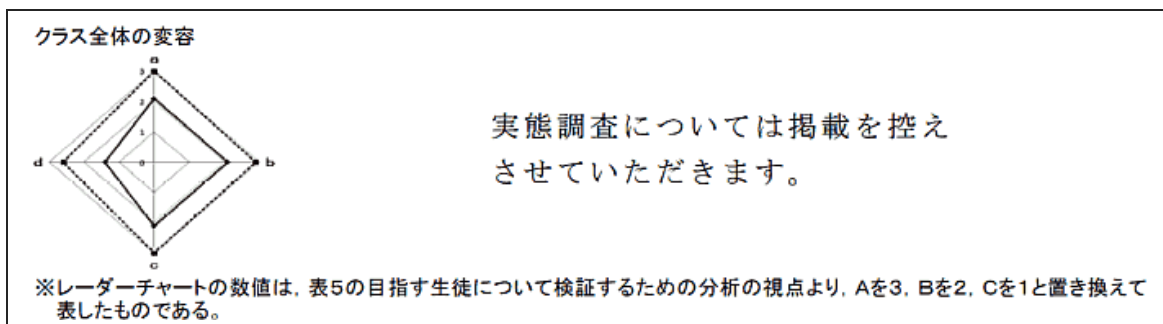 クラス全体の変容
a
3
2
1
d
0
b
c
実態調査については掲載を控え
させていただきます。
※レーダーチャートの数値は，表5の目指す生徒について検証するための分析の視点より，Aを3，Bを2，Cを1と置き換えて
表したものである。